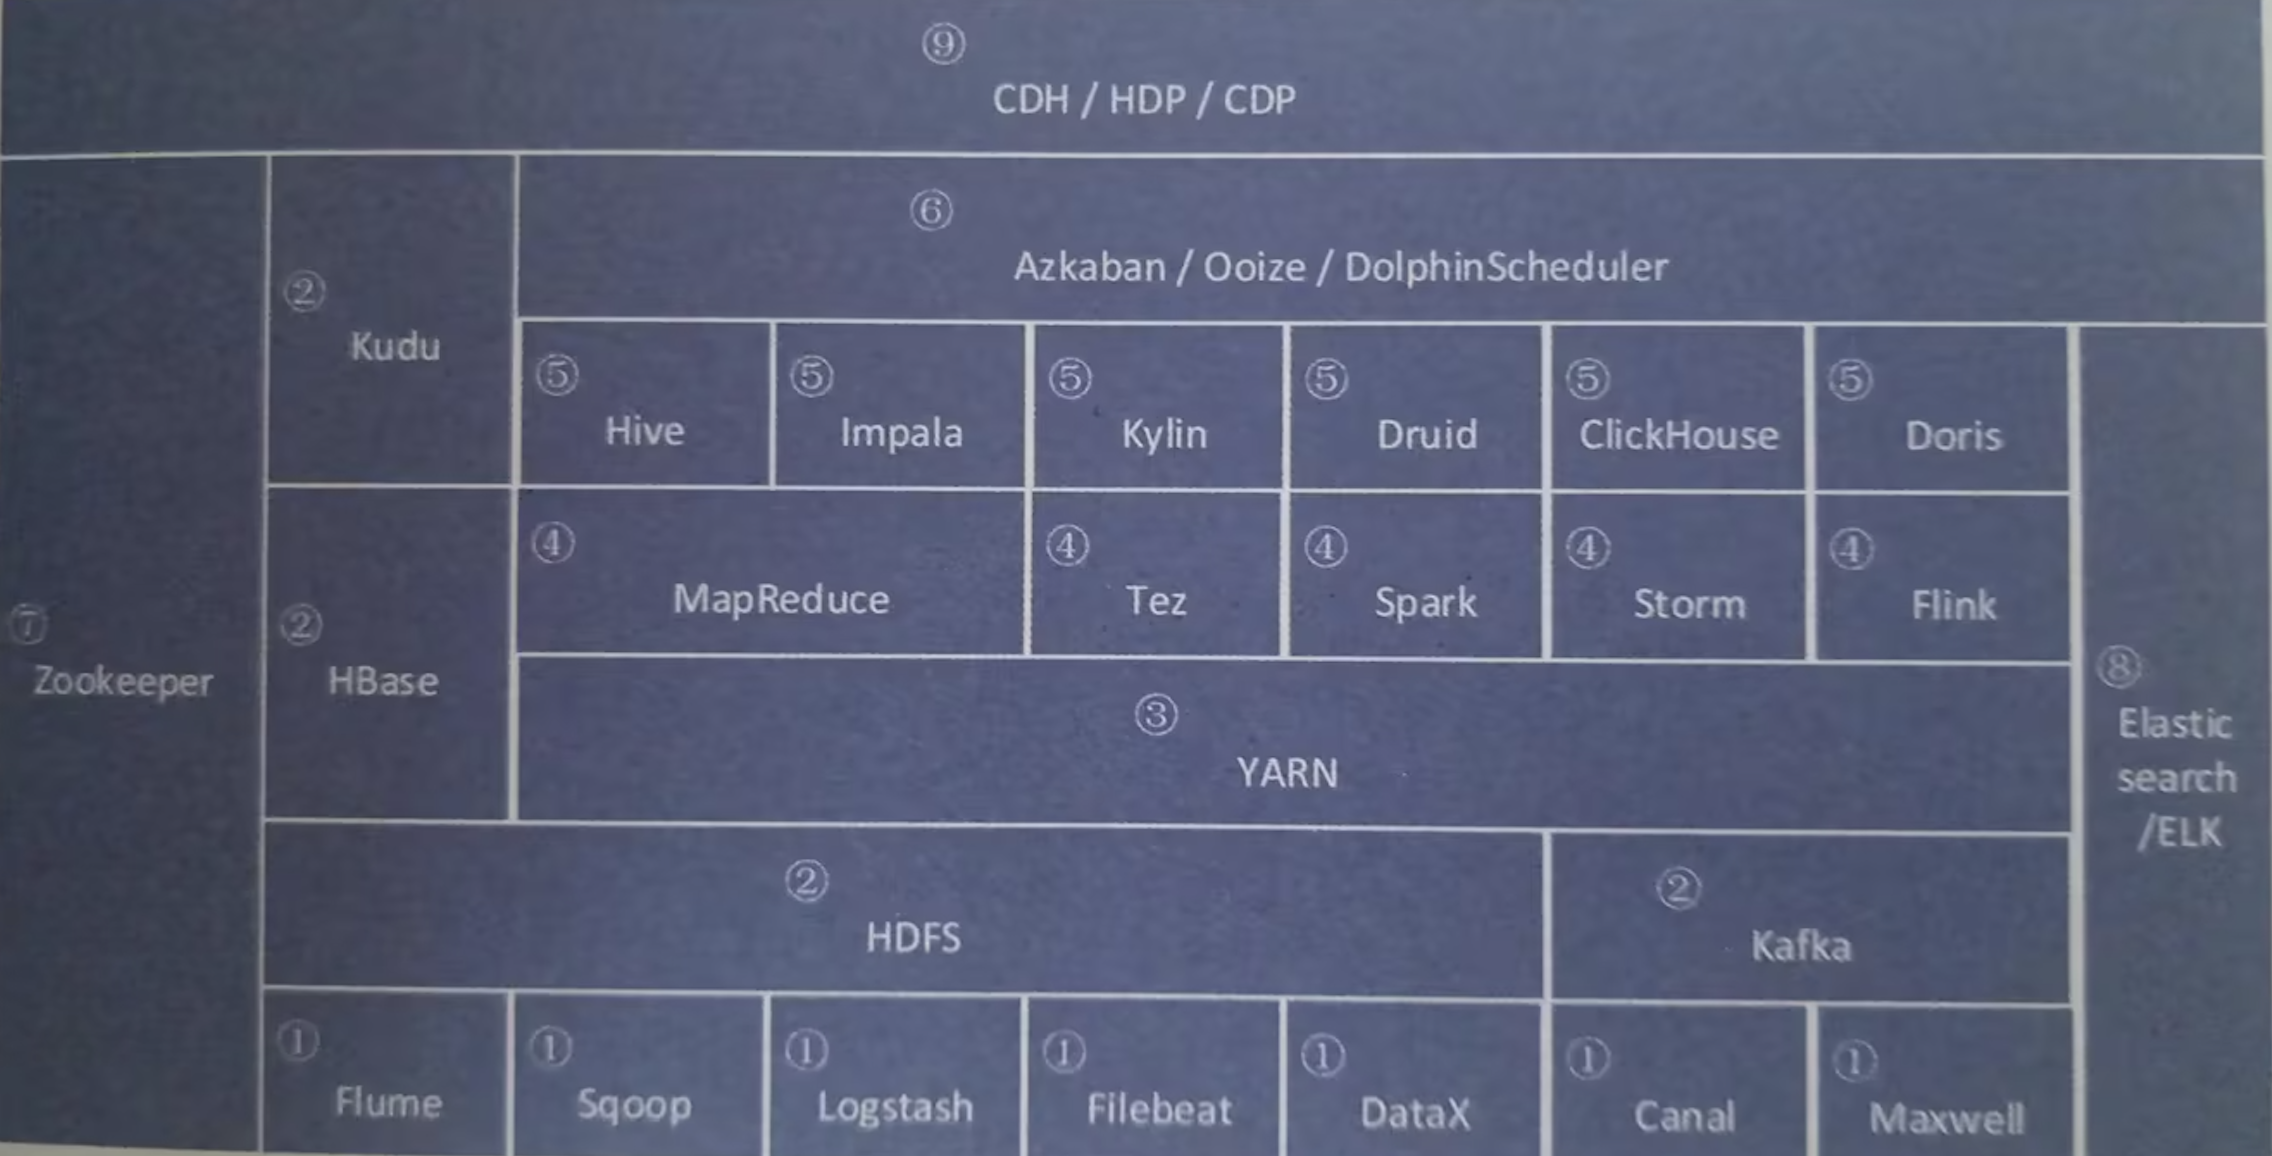 ⑨
CDH / HDP / CDP
⑥
Azkaban / Ooize / DolphinScheduler
②
Kudu
⑤ ⑤ ⑤ ⑤ ⑤ ⑤
Hive Impala Kylin Druid ClickHouse Doris
④ ④ ④ ④ ④
MapReduce Tez Spark Storm Flink
⑦
Zookeeper
②
HBase
③
YARN
⑧
Elastic
search
/ELK
② ②
HDFS Kafka
① ① ① ① ① ① ①
Flume Sqoop Logstash Filebeat DataX Canal Maxwell